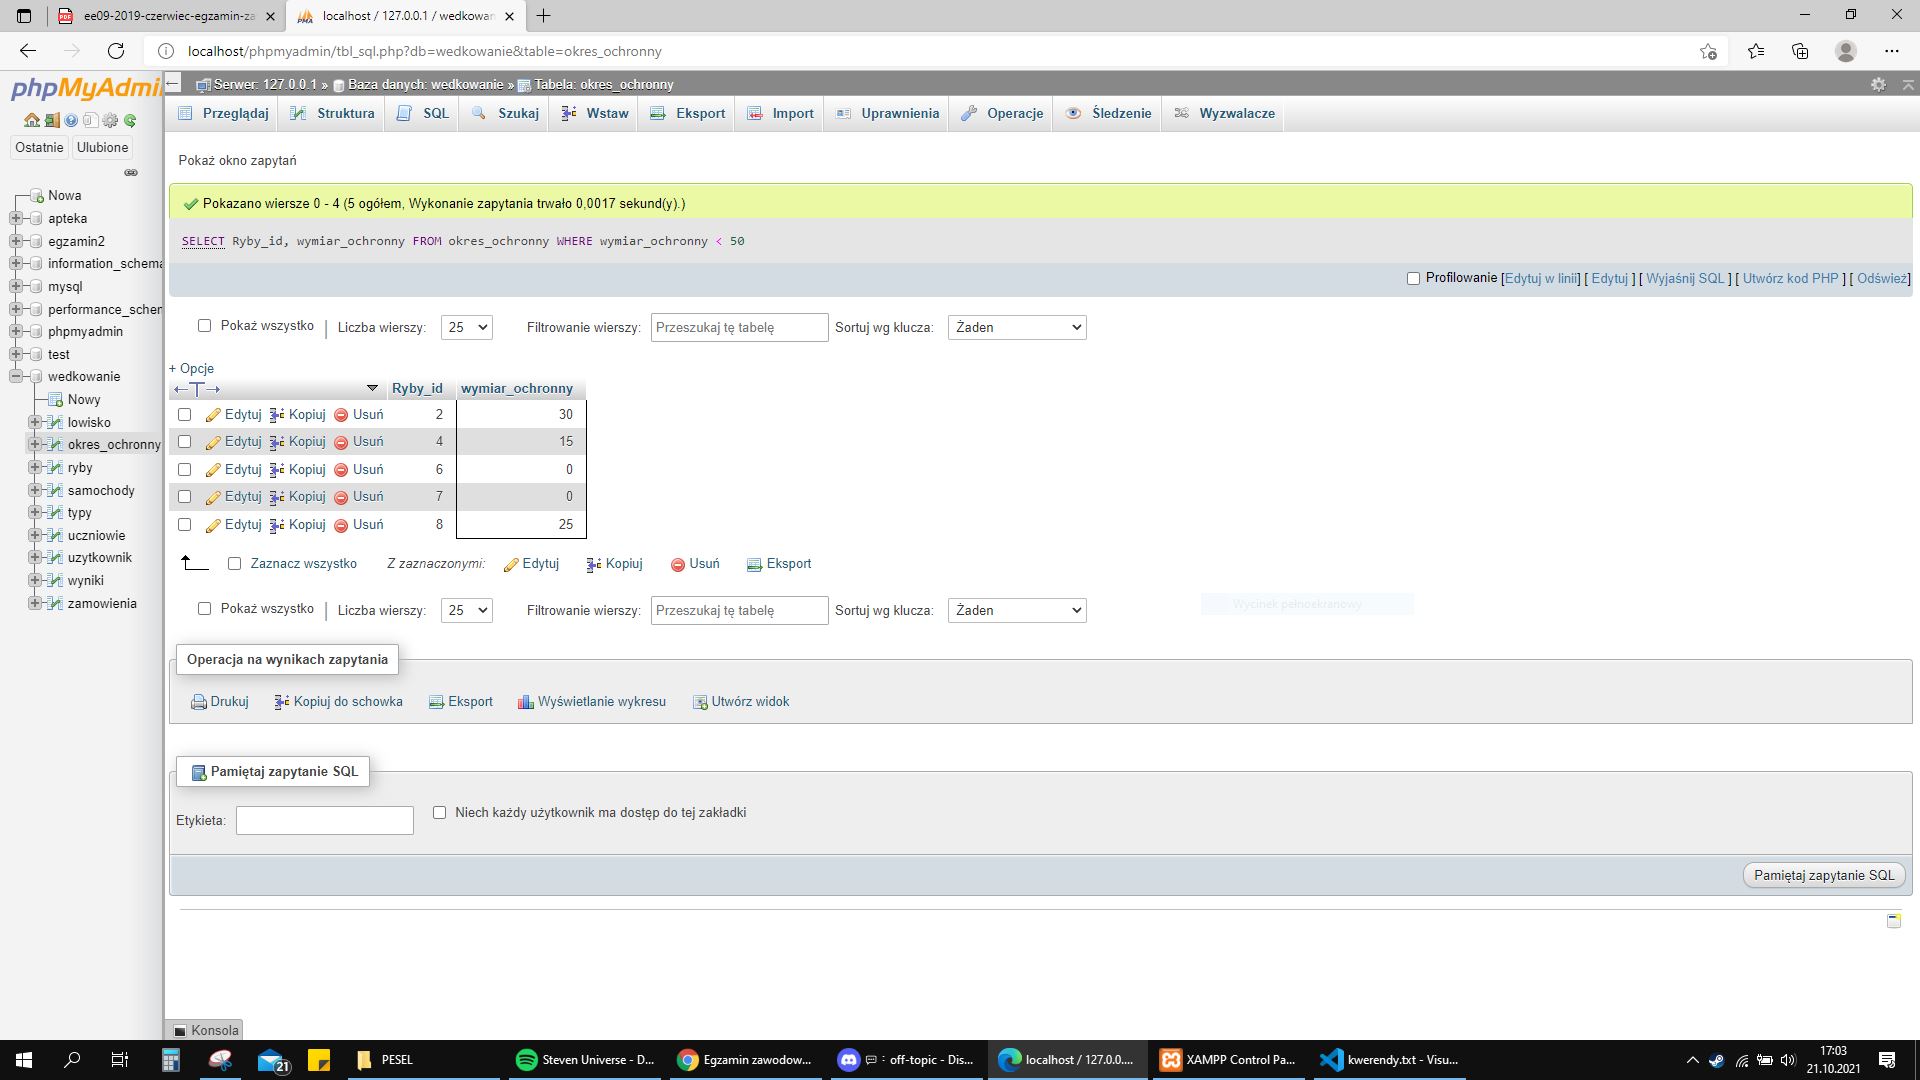 ee09-2019-czerwiec-egzamin-za
localhost / 127.0.0.1 / wedkowan
localhost/phpmyadmin/tbl_sql.php?db=wedkowanie&table=okres_ochronny
phpMyAdmi
Serwer: 127.0.0.1 » Baza danych: wedkowanie » Tabela: okres_ochronny
Przeglądaj Struktura SQL Szukaj Wstaw Eksport Import Uprawnienia Operacje Śledzenie Wyzwalacze
Ostatnie Ulubione
Nowa
apteka
egzamin2
information_schema
mysql
performance_schem
phpmyadmin
test
wedkowanie
Nowy
lowisko
okres_ochronny
ryby
samochody
typy
uczniowie
uzytkownik
wyniki
zamowienia
Pokaż okno zapytań
Pokazano wiersze 0 - 4 (5 ogółem, Wykonanie zapytania trwało 0,0017 sekund(y).)
SELECT Ryby_id, wymiar_ochronny FROM okres_ochronny WHERE wymiar_ochronny < 50
Profilowanie [Edytuj w linii] [ Edytuj ] [ Wyjaśnij SQL ] [ Utwórz kod PHP ] [ Odśwież]
Pokaż wszystko | Liczba wierszy: 25 Filtrowanie wierszy: Przeszukaj tę tabelę Sortuj wg klucza: Żaden
+ Opcje
←T→ Ryby_id wymiar_ochronny
Edytuj Kopiuj Usuń 2 30
Edytuj Kopiuj Usuń 4 15
Edytuj Kopiuj Usuń 6 0
Edytuj Kopiuj Usuń 7 0
Edytuj Kopiuj Usuń 8 25
Zaznacz wszystko Z zaznaczonymi: Edytuj Kopiuj Usuń Eksport
Pokaż wszystko | Liczba wierszy: 25 Filtrowanie wierszy: Przeszukaj tę tabelę Sortuj wg klucza: Żaden
Wycinek pełnoekranowy
Operacja na wynikach zapytania
Drukuj Kopiuj do schowka Eksport Wyświetlanie wykresu Utwórz widok
Pamiętaj zapytanie SQL
Etykieta: Niech każdy użytkownik ma dostęp do tej zakładki
Pamiętaj zapytanie SQL
Konsola
21 PESEL Steven Universe - D... Egzamin zawodow... : off-topic - Dis... localhost / 127.0.0.... XAMPP Control Pa... kwerendy.txt - Visu...
17:03
21.10.2021